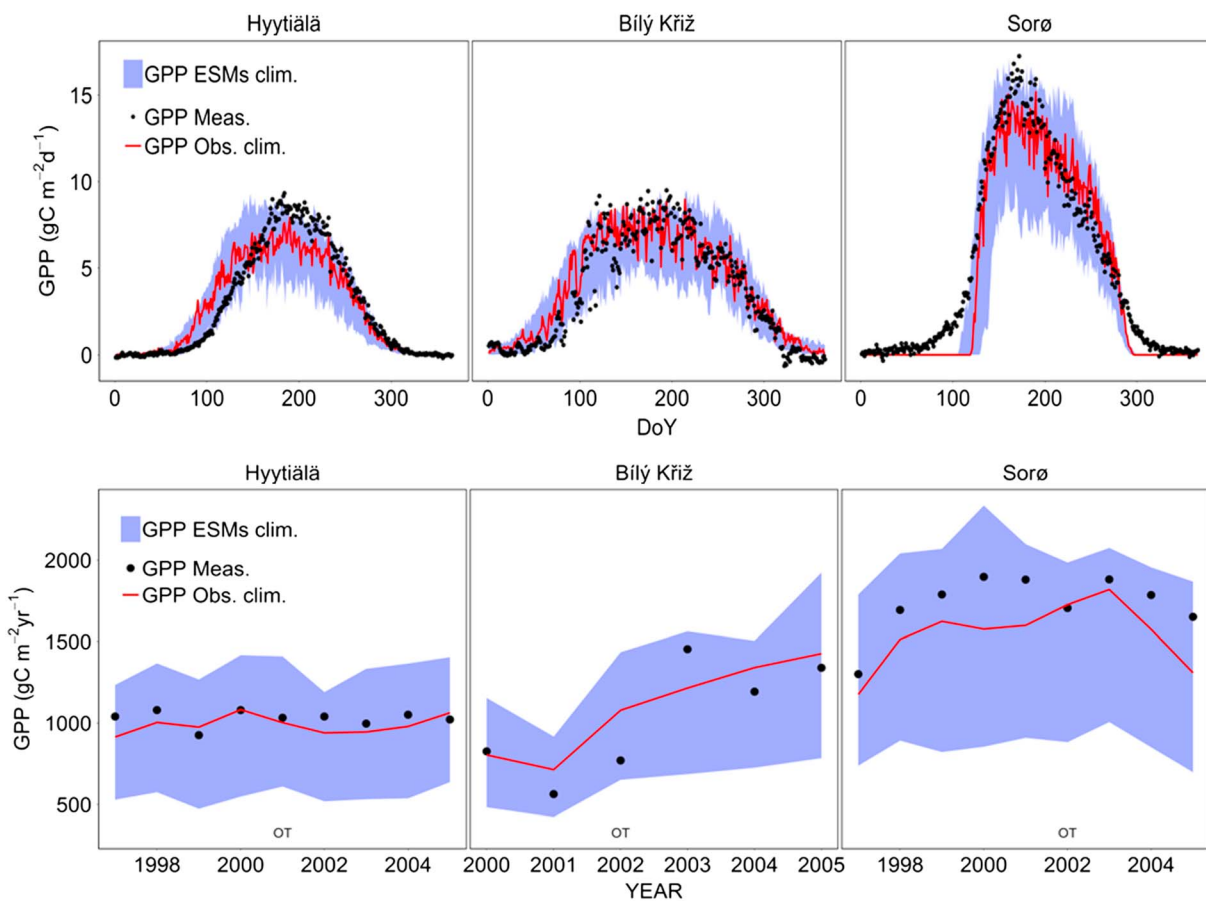 Hyytiälä Bílý Kříž Sorø
GPP ESMs clim.
GPP Meas.
GPP Obs. clim.
GPP (gC m⁻²d⁻¹)
15
10
5
0
0 100 200 300 0 100 200 300 0 100 200 300
DoY
Hyytiälä Bílý Kříž Sorø
GPP ESMs clim.
GPP Meas.
GPP Obs. clim.
GPP (gC m⁻²yr⁻¹)
2000
1500
1000
500
OT OT OT
1998 2000 2002 2004 2000 2001 2002 2003 2004 2005 1998 2000 2002 2004
YEAR